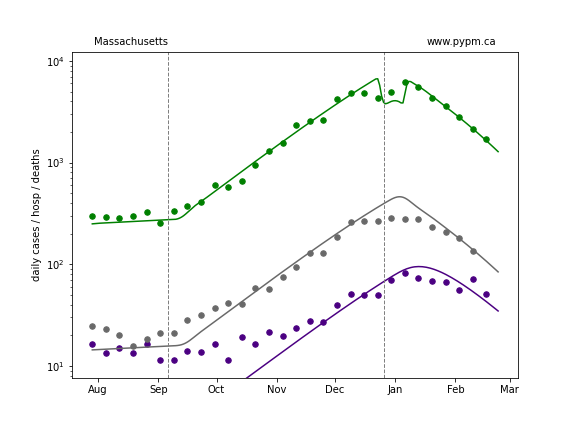 Massachusetts www.pypm.ca
10⁴
10³
10²
10¹
daily cases / hosp / deaths
Aug Sep Oct Nov Dec Jan Feb Mar